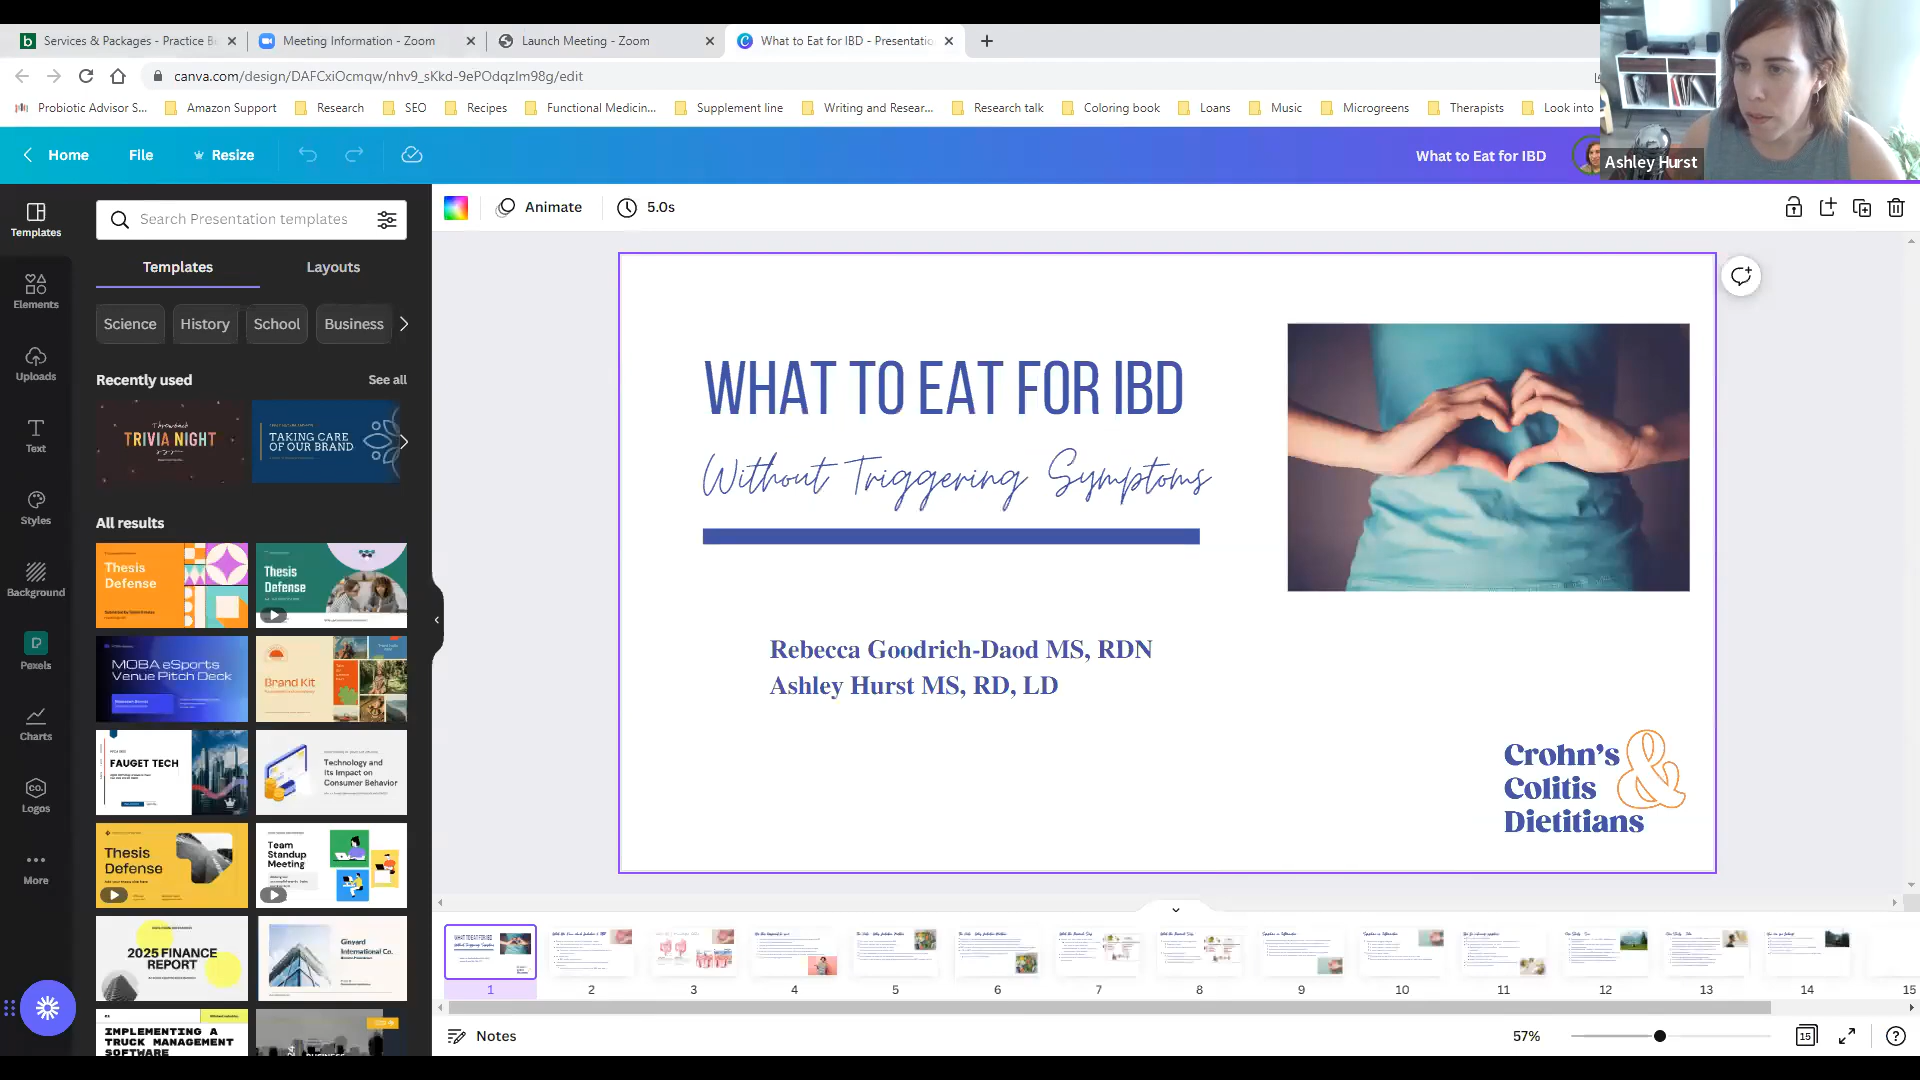 Services & Packages - Practice B
Meeting Information - Zoom
Launch Meeting - Zoom
What to Eat for IBD - Presentatio
canva.com/design/DAFCxiOcmqw/nhv9_sKkd-9ePOdqzIm98g/edit
Probiotic Advisor S...
Amazon Support
Research
SEO
Recipes
Functional Medicin...
Supplement line
Writing and Resear...
Research talk
Coloring book
Loans
Music
Microgreens
Therapists
Look into
Home
File
Resize
What to Eat for IBD
Ashley Hurst
Templates
Elements
Uploads
Text
Styles
Background
Pexels
Charts
Logos
More
Search Presentation templates
Templates
Layouts
Science
History
School
Business
Recently used
See all
Throwback
TRIVIA NIGHT
TAKING CARE
OF OUR BRAND
All results
Thesis
Defense
Thesis
Defense
MOBA eSports
Venue Pitch Deck
Brand Kit
FAUGET TECH
Technology and
Its Impact on
Consumer Behavior
Thesis
Defense
Team
Standup
Meeting
2025 FINANCE
REPORT
Ginyard
International Co.
IMPLEMENTING A
TRUCK MANAGEMENT
SOFTWARE
Animate
5.0s
WHAT TO EAT FOR IBD
Without Triggering Symptoms
Rebecca Goodrich-Daod MS, RDN
Ashley Hurst MS, RD, LD
Crohn's &
Colitis
Dietitians
1
2
3
4
5
6
7
8
9
10
11
12
13
14
15
Notes
57%
15